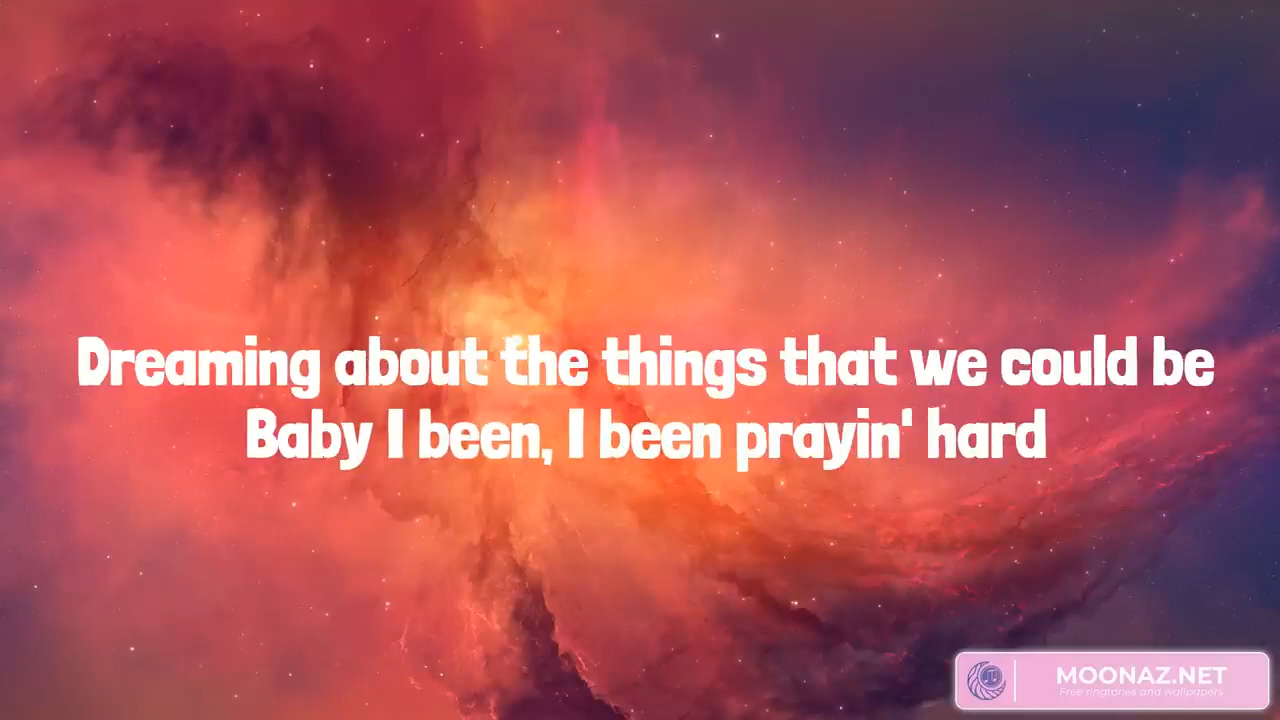 Dreaming about the things that we could be
Baby I been, I been prayin' hard
MOONAZ.NET
Free ringtones and wallpapers